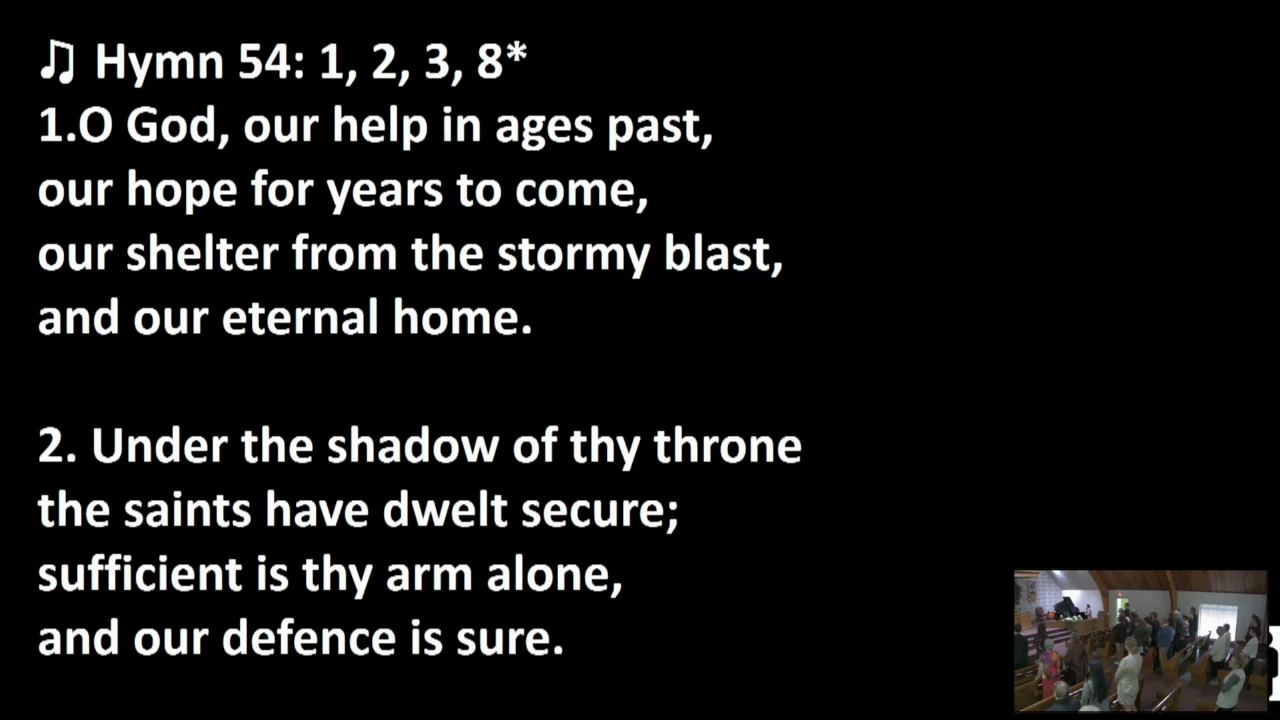 ♫ Hymn 54: 1, 2, 3, 8*
1.O God, our help in ages past,
our hope for years to come,
our shelter from the stormy blast,
and our eternal home.
2. Under the shadow of thy throne
the saints have dwelt secure;
sufficient is thy arm alone,
and our defence is sure.